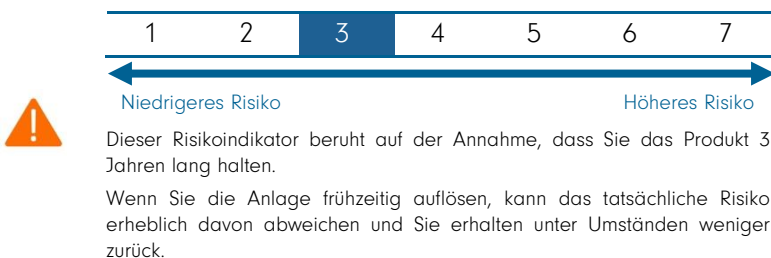 1 2 3 4 5 6 7
Niedrigeres Risiko Höheres Risiko
Dieser Risikoindikator beruht auf der Annahme, dass Sie das Produkt 3
Jahren lang halten.
Wenn Sie die Anlage frühzeitig auflösen, kann das tatsächliche Risiko
erheblich davon abweichen und Sie erhalten unter Umständen weniger
zurück.